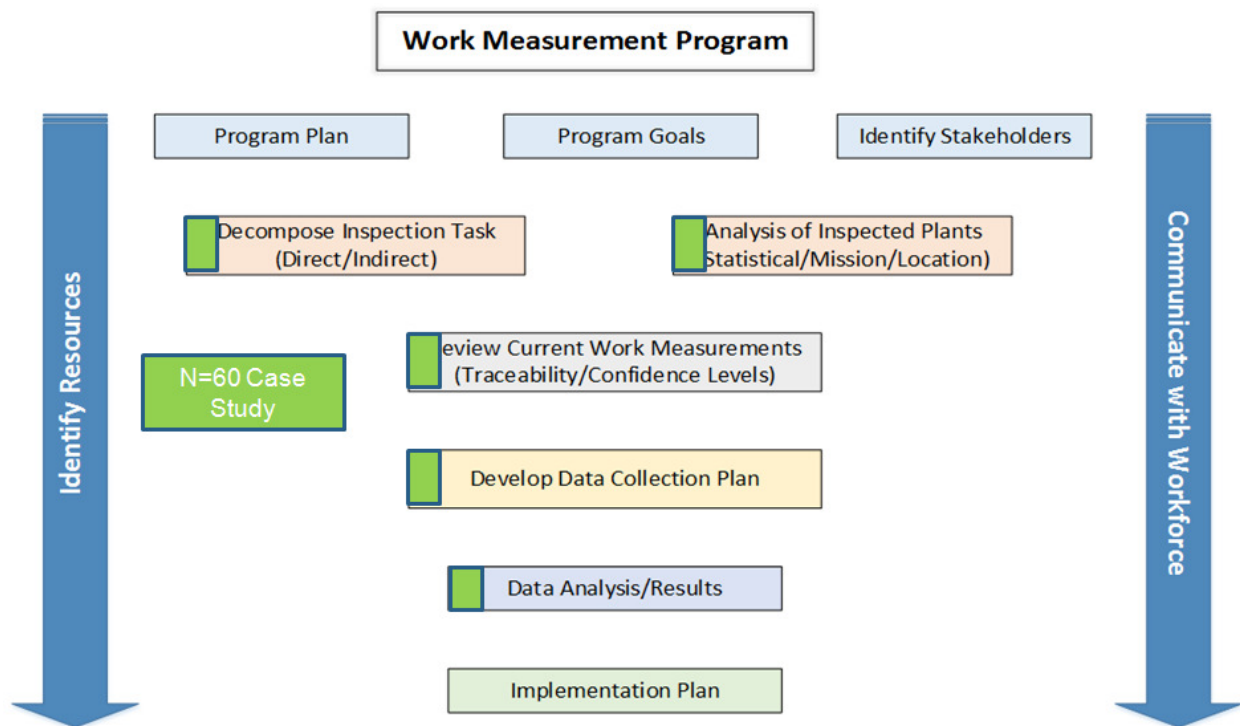 Work Measurement Program
Program Plan
Program Goals
Identify Stakeholders
Decompose Inspection Task
(Direct/Indirect)
Analysis of Inspected Plants
Statistical/Mission/Location)
eview Current Work Measurements
(Traceability/Confidence Levels)
N=60 Case
Study
Develop Data Collection Plan
Data Analysis/Results
Implementation Plan
Identify Resources
Communicate with Workforce